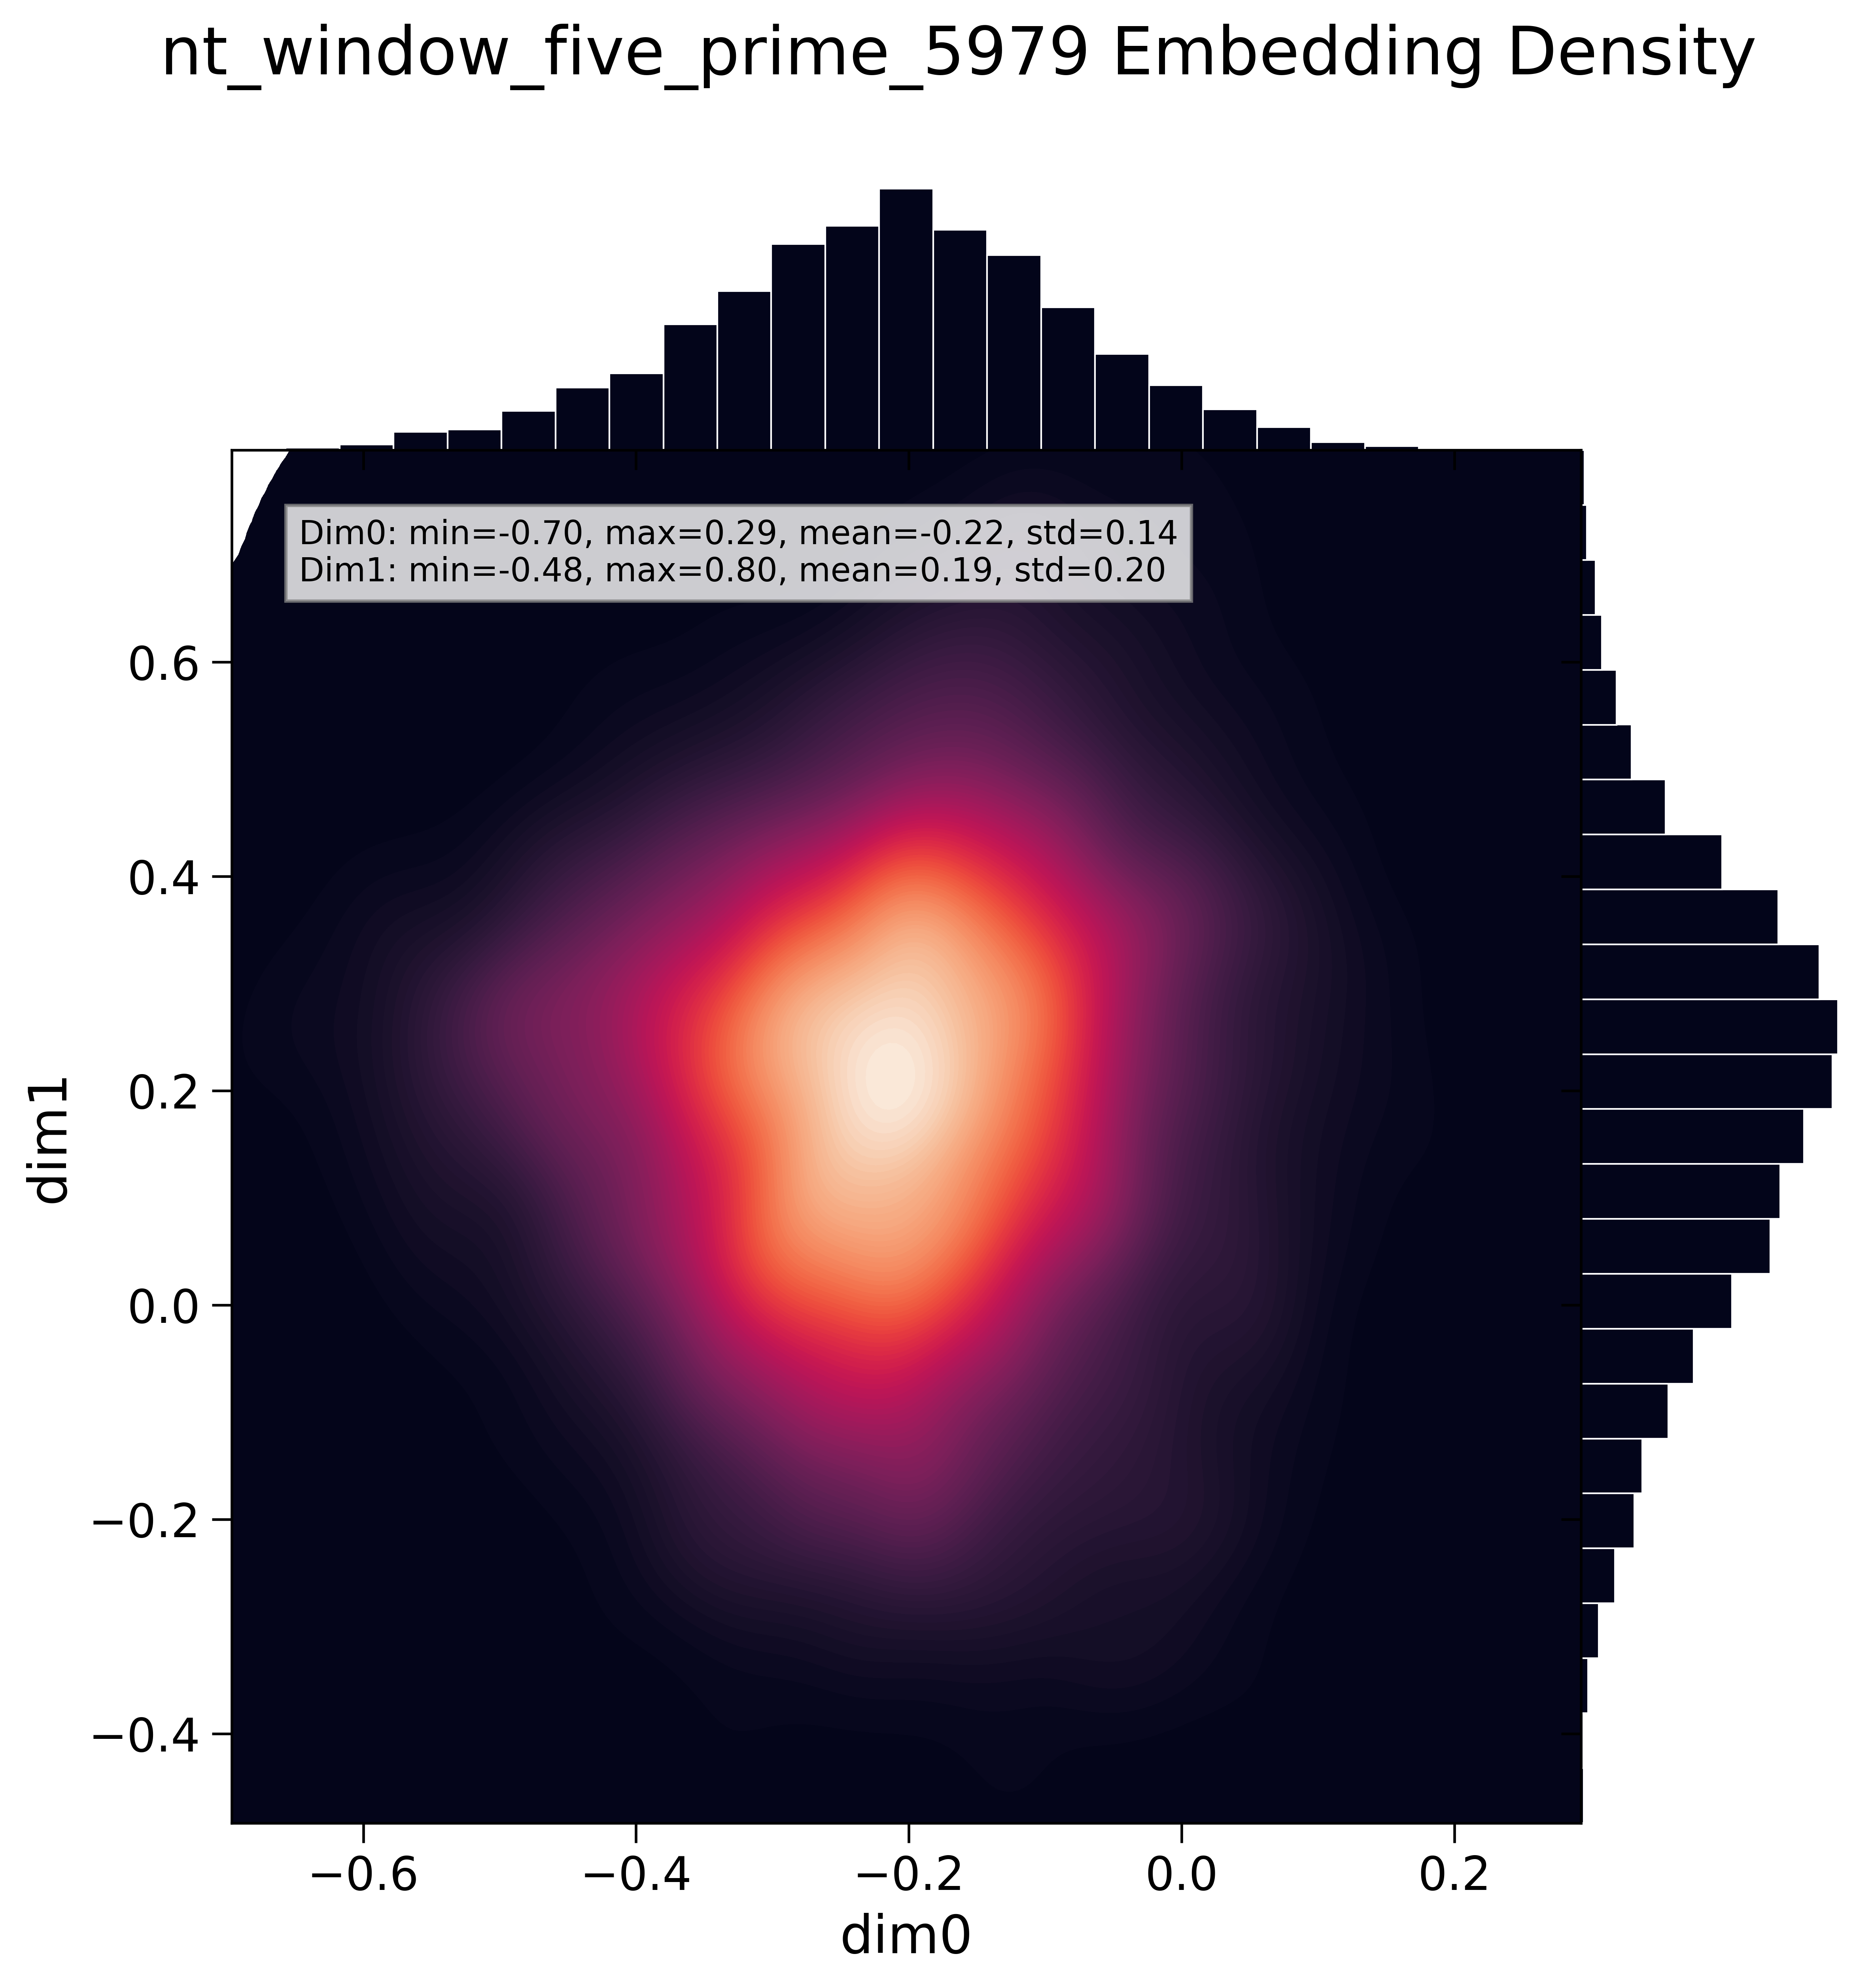 nt_window_five_prime_5979 Embedding Density
Dim0: min=-0.70, max=0.29, mean=-0.22, std=0.14
Dim1: min=-0.48, max=0.80, mean=0.19, std=0.20
0.6
0.4
0.2
0.0
−0.2
−0.4
dim1
−0.6
−0.4
−0.2
0.0
0.2
dim0